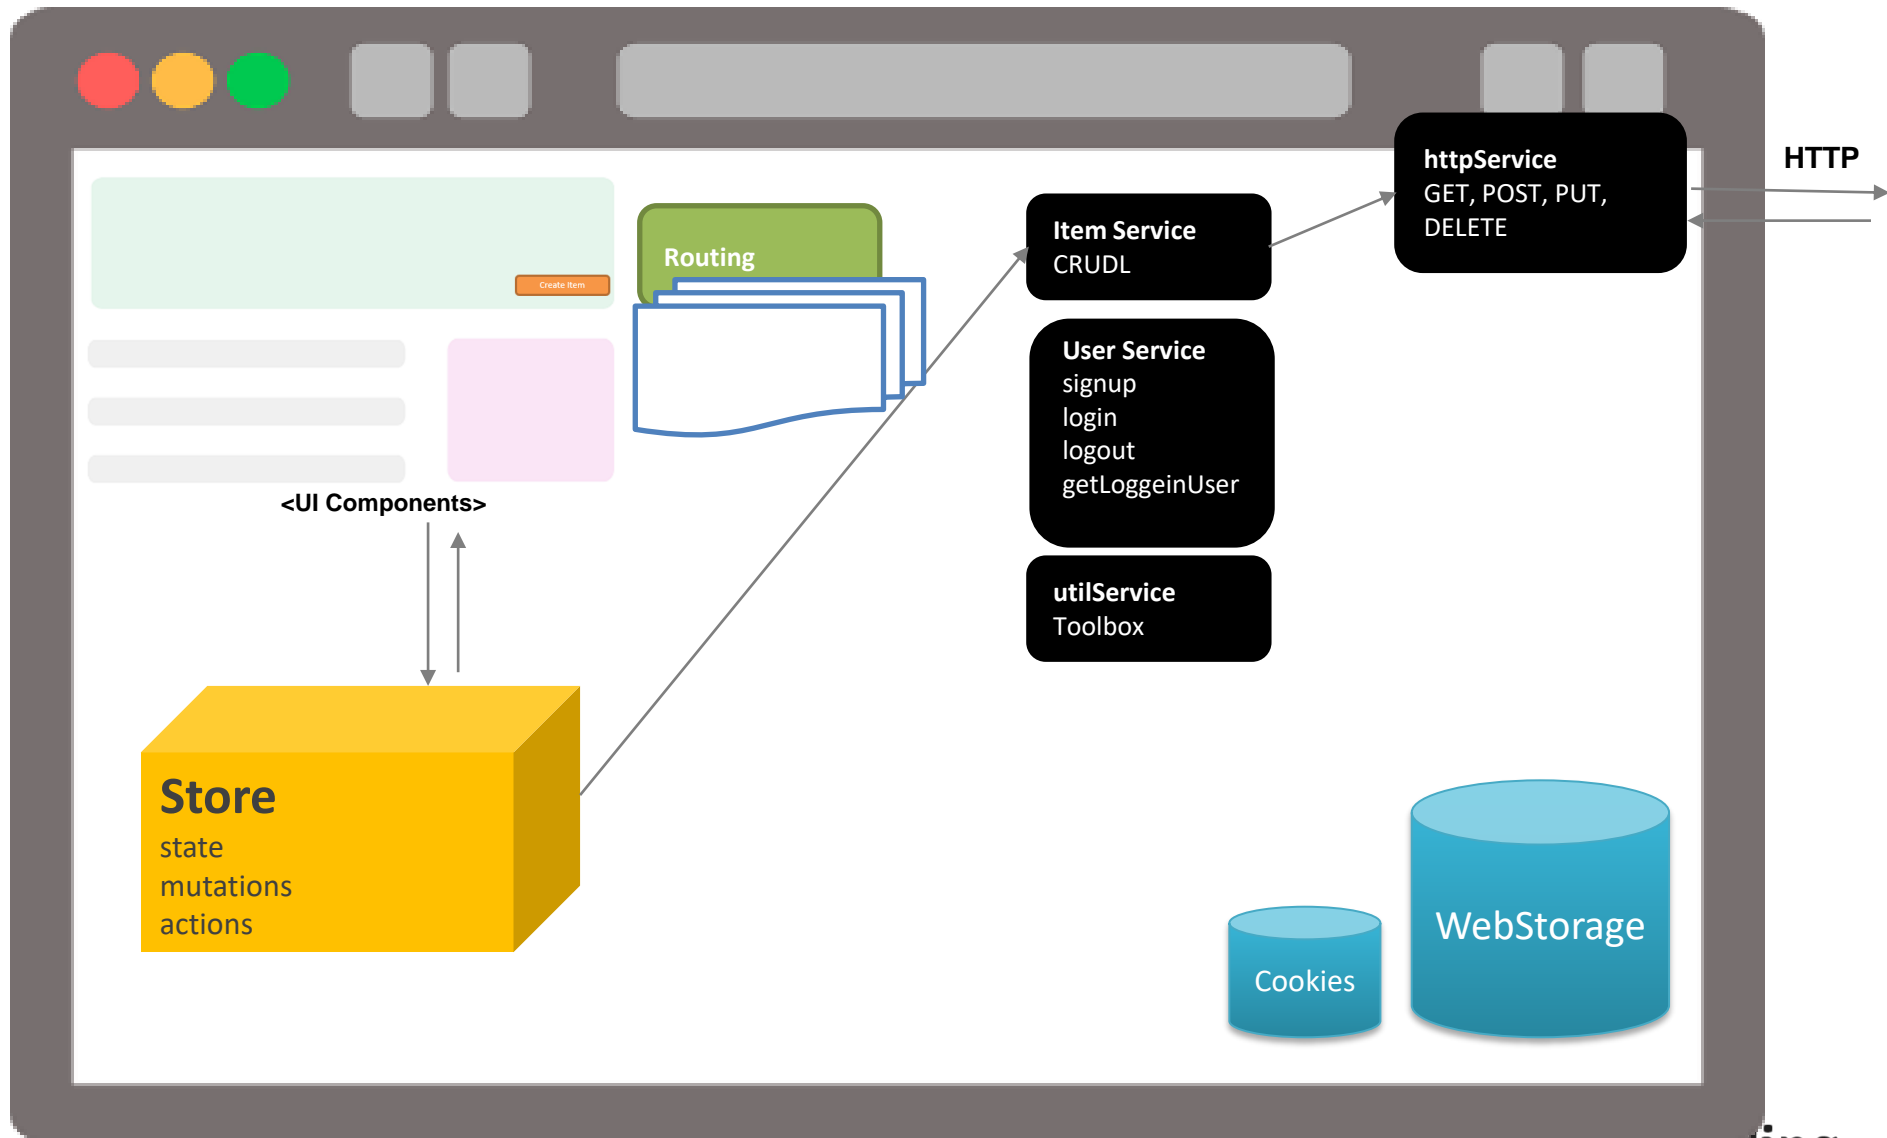 HTTP
httpService
GET, POST, PUT,
DELETE
Item Service
CRUDL
Routing
Create Item
User Service
signup
login
logout
getLoggeinUser
<UI Components>
utilService
Toolbox
Store
state
mutations
actions
WebStorage
Cookies